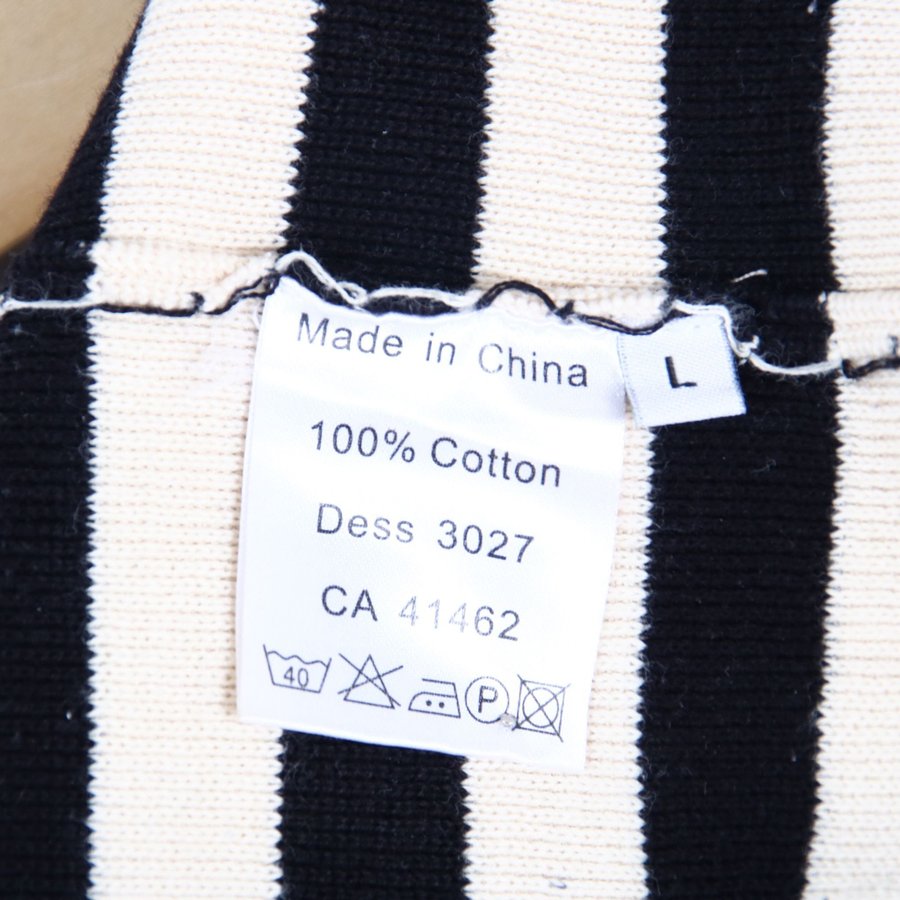 Made in China
L
100% Cotton
Dess 3027
CA 41462
40 P